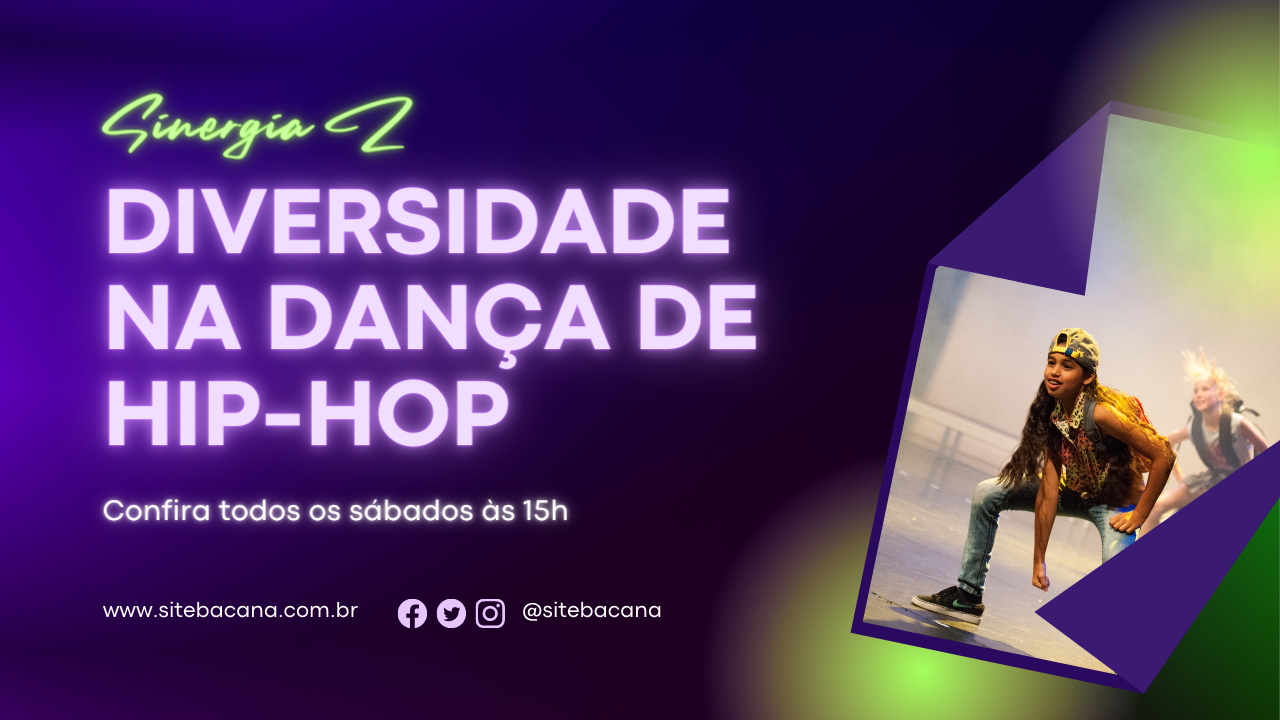 Sinergia Z
DIVERSIDADE
NA DANÇA DE
HIP-HOP
Confira todos os sábados às 15h
www.sitebacana.com.br @sitebacana